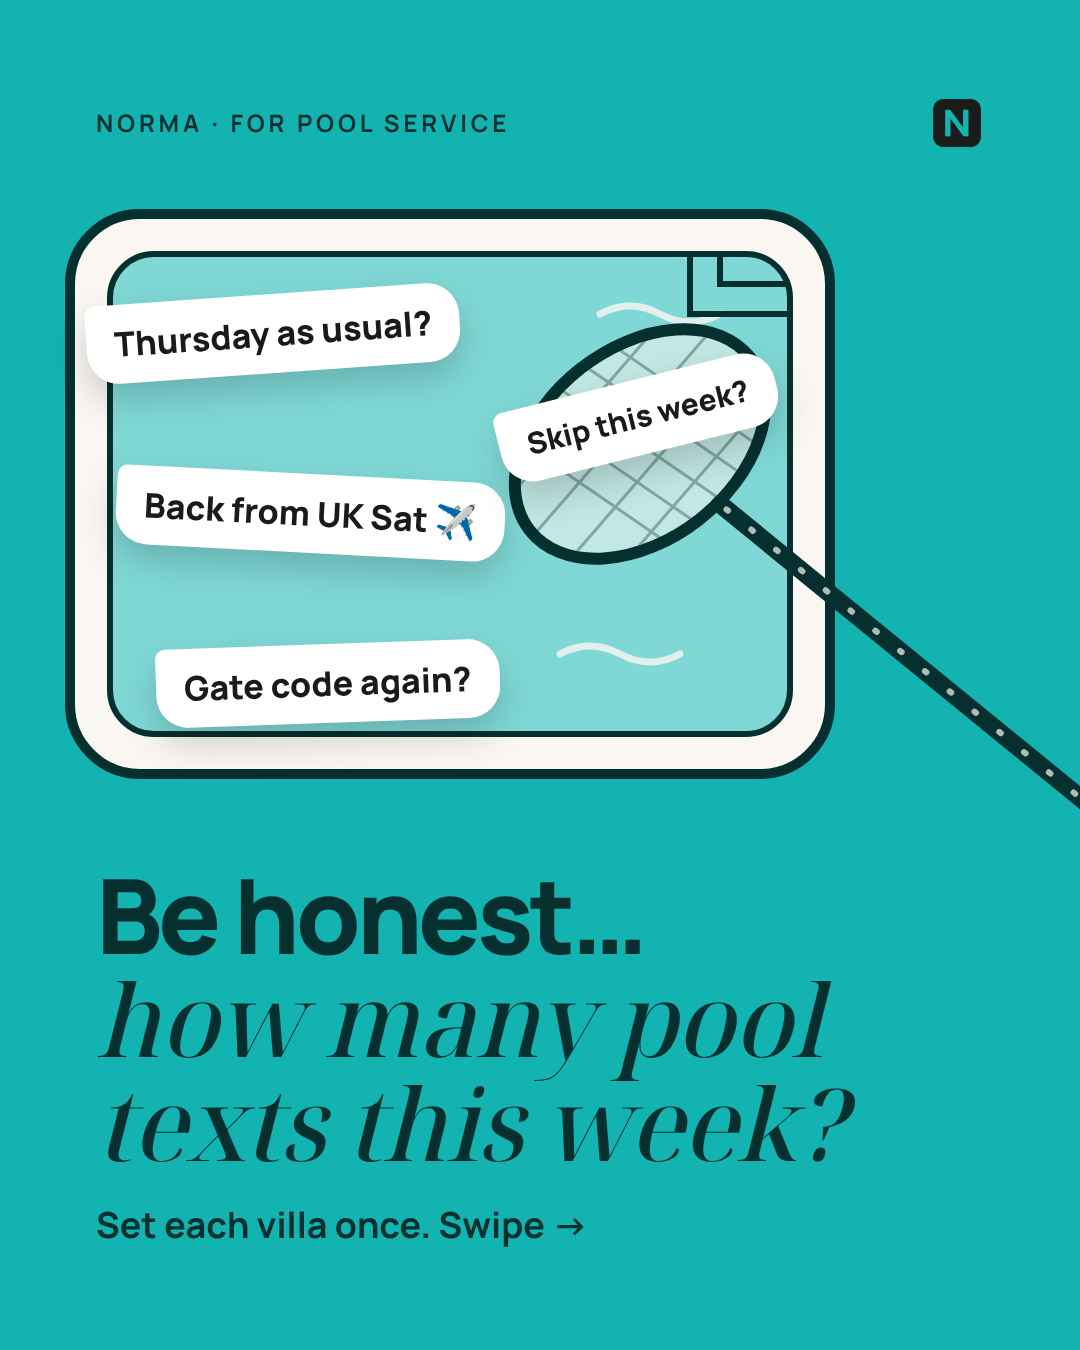 NORMA · FOR POOL SERVICE
N
Thursday as usual?
Skip this week?
Back from UK Sat ✈️
Gate code again?
Be honest...
how many pool
texts this week?
Set each villa once. Swipe →